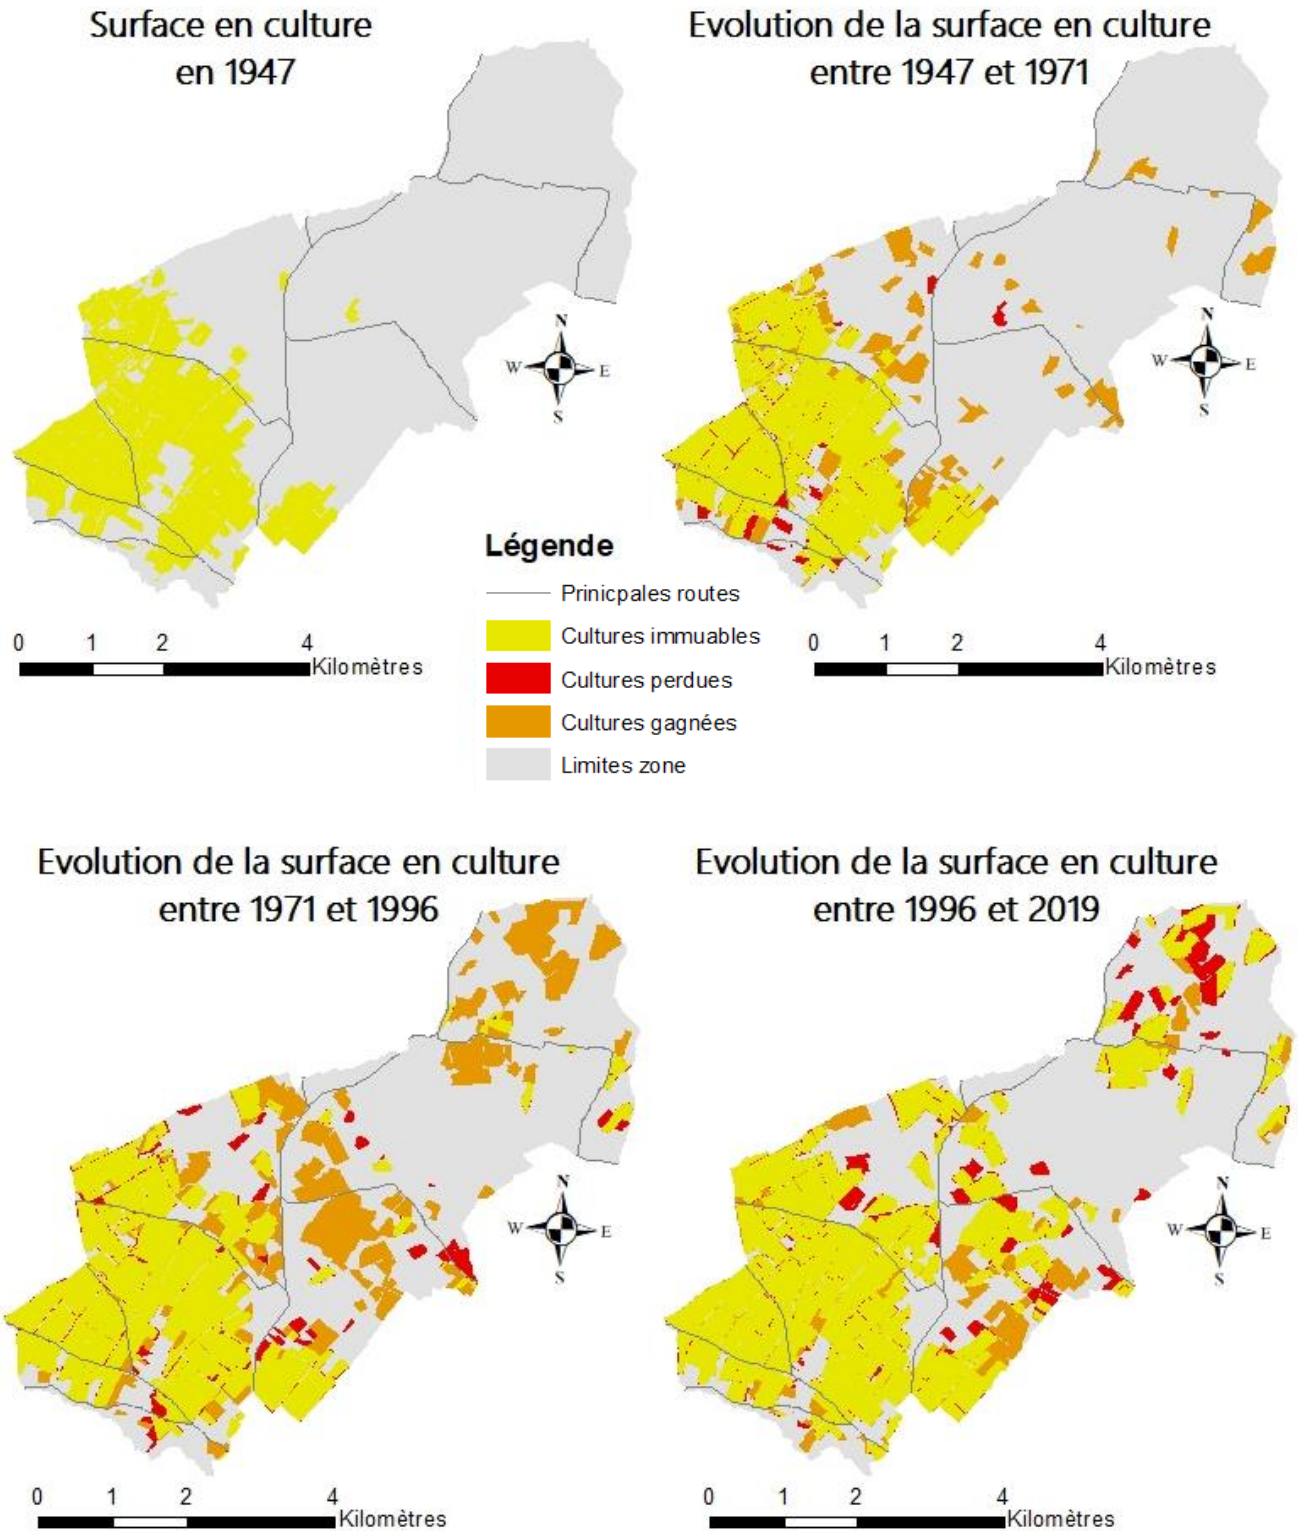 Surface en culture
en 1947
Evolution de la surface en culture
entre 1947 et 1971
N
W E
S
N
W E
S
Légende
Prinicpales routes
Cultures immuables
Cultures perdues
Cultures gagnées
Limites zone
0 1 2 4
Kilomètres
0 1 2 4
Kilomètres
Evolution de la surface en culture
entre 1971 et 1996
Evolution de la surface en culture
entre 1996 et 2019
N
W E
S
N
W E
S
0 1 2 4
Kilomètres
0 1 2 4
Kilomètres